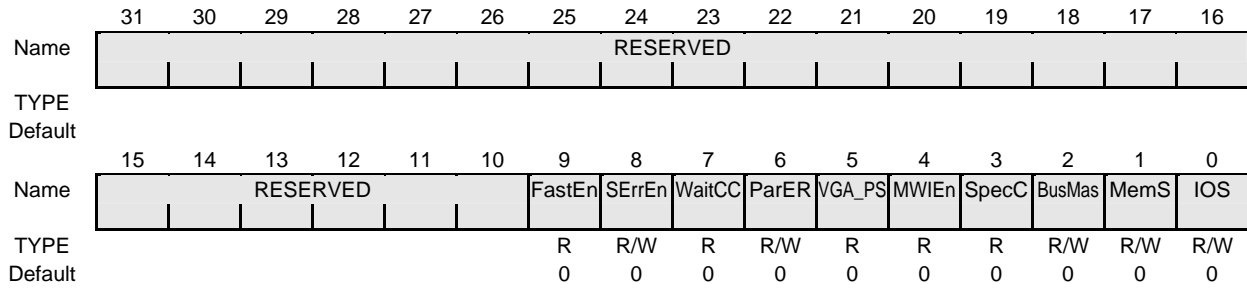 31 30 29 28 27 26 25 24 23 22 21 20 19 18 17 16
Name RESERVED
TYPE
Default
15 14 13 12 11 10 9 8 7 6 5 4 3 2 1 0
Name RESERVED FastEn SErrEn WaitCC ParER VGA_PS MWIEn SpecC BusMas MemS IOS
TYPE R R/W R R/W R R R R/W R/W R/W
Default 0 0 0 0 0 0 0 0 0 0